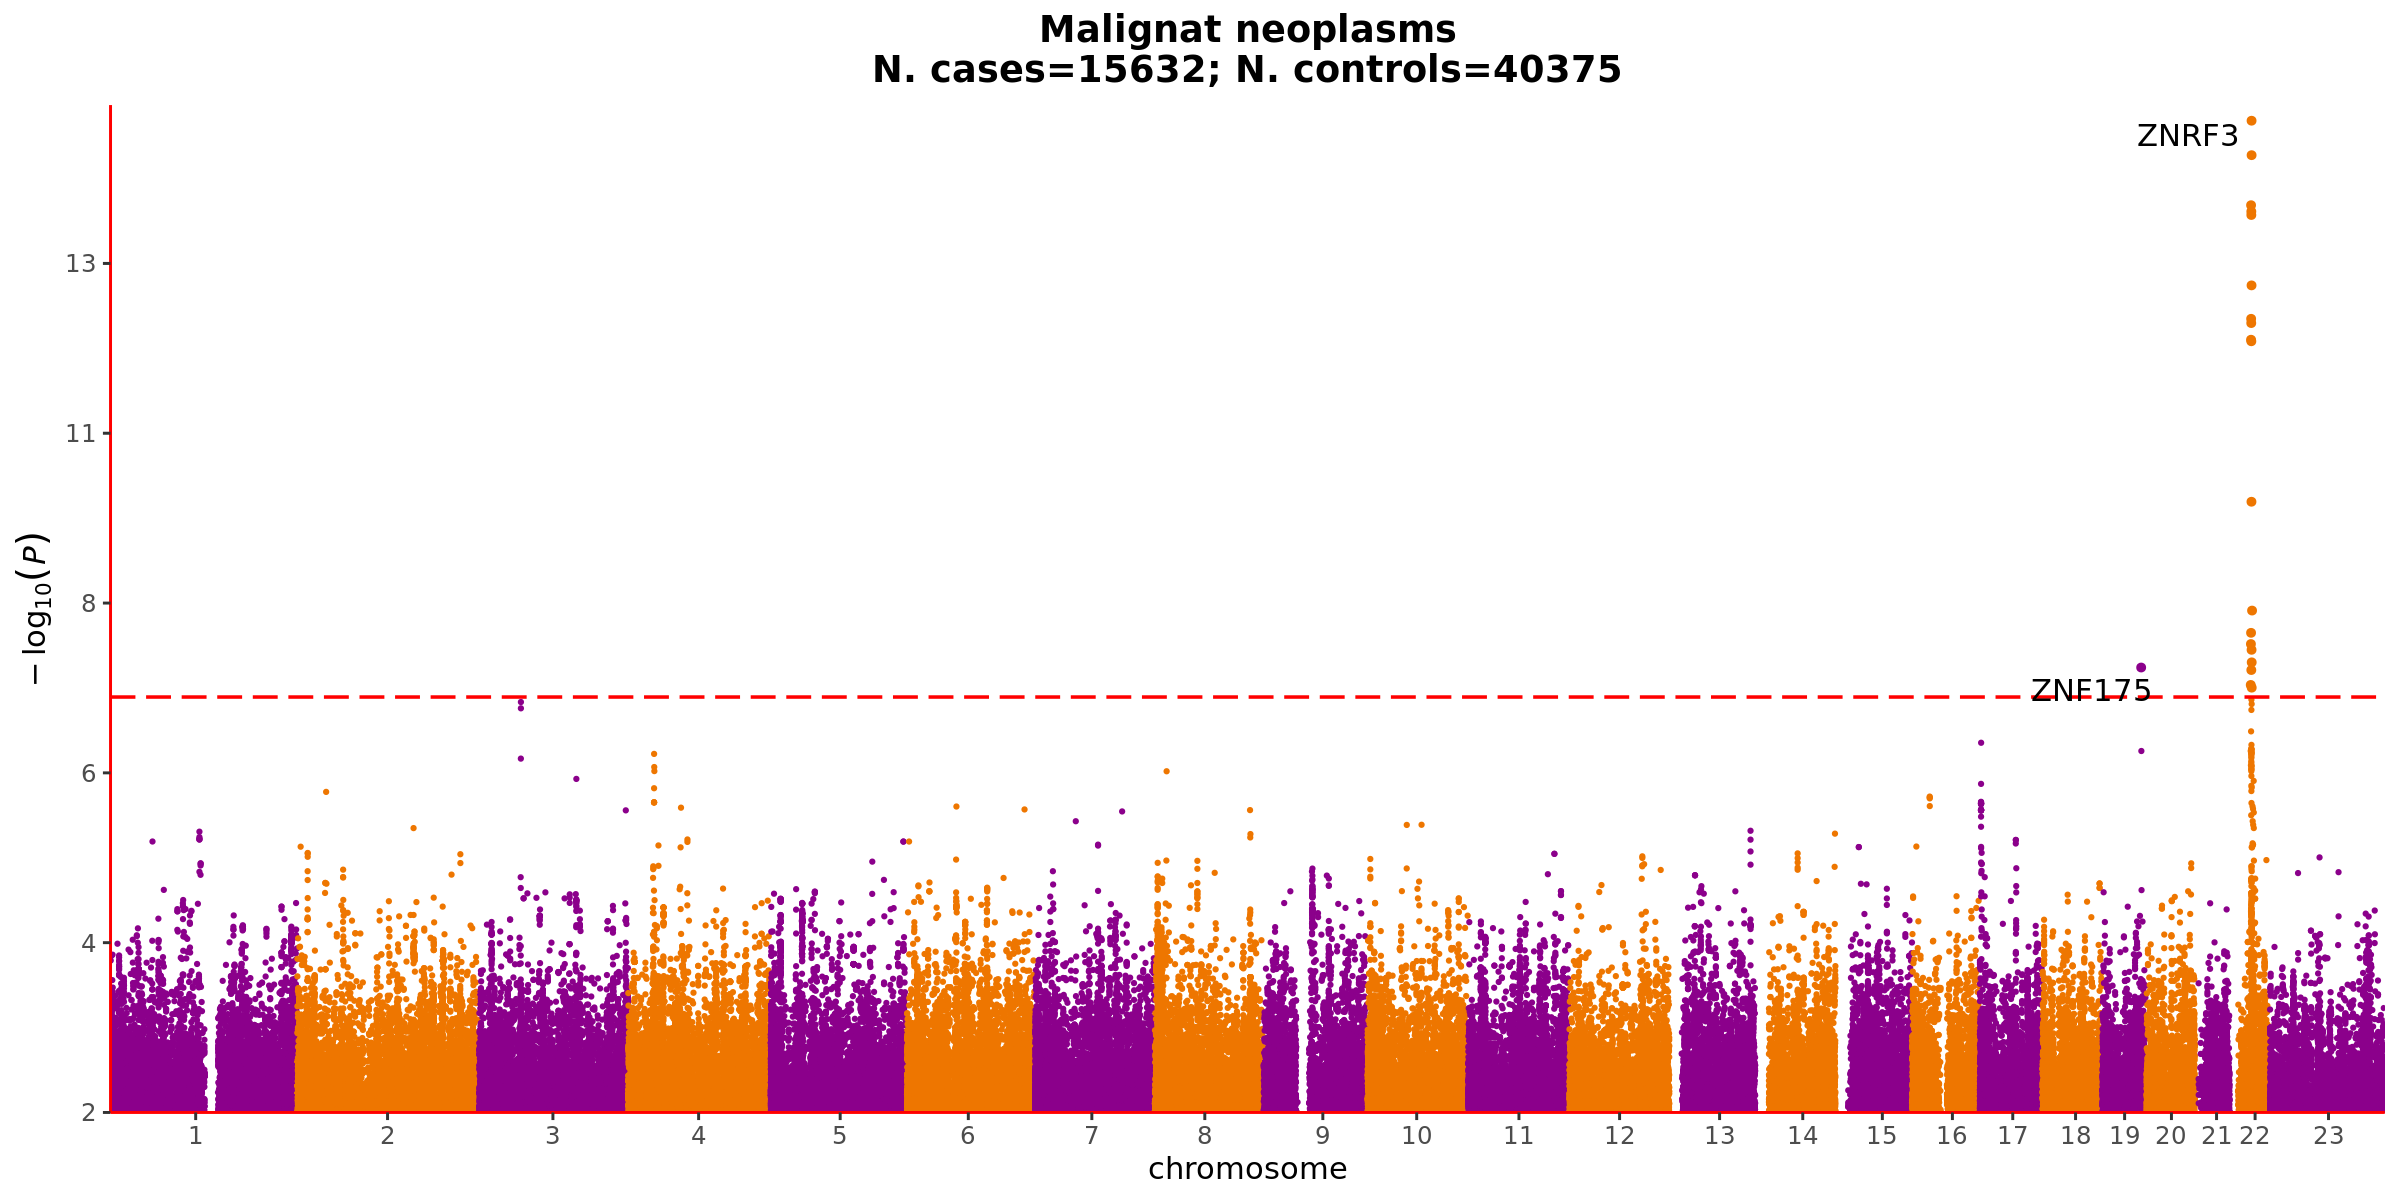 Malignat neoplasms
N. cases=15632; N. controls=40375
ZNRF3
13
11
− log10(P)
8
ZNF175
6
4
2
1 2 3 4 5 6 7 8 9 10 11 12 13 14 15 16 17 18 19 20 21 22 23
chromosome